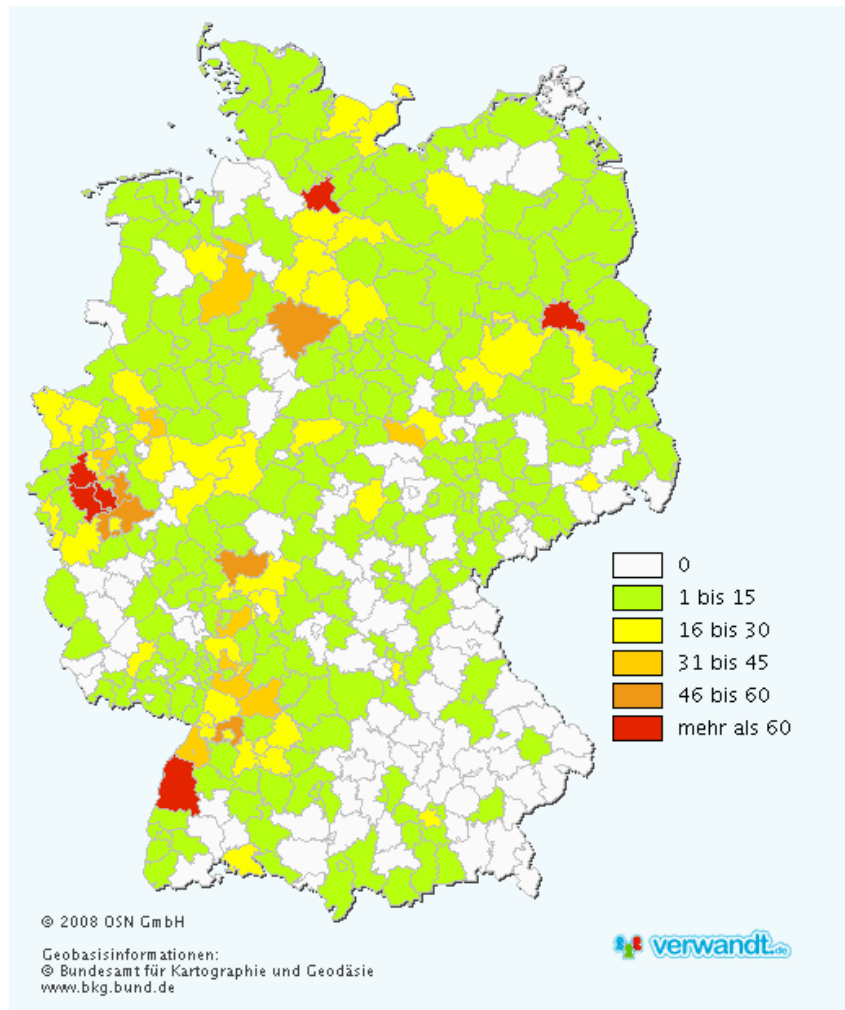 0
1 bis 15
16 bis 30
31 bis 45
46 bis 60
mehr als 60
© 2008 OSN GmbH
Geobasisinformationen:
© Bundesamt für Kartographie und Geodäsie
www.bkg.bund.de
verwandt.de